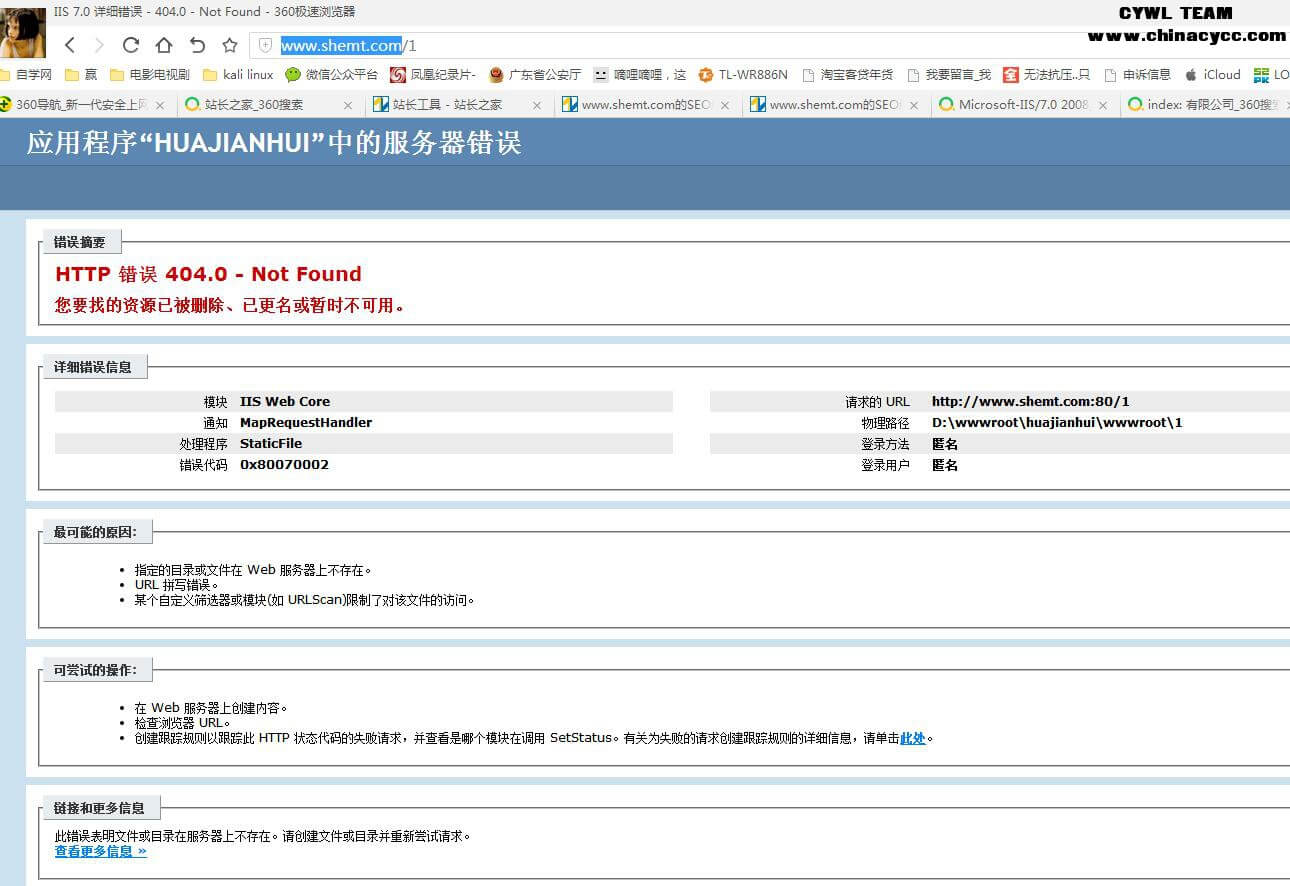 IIS 7.0 详细错误 - 404.0 - Not Found - 360极速浏览器
CYWL TEAM
www.chinacycc.com
www.shemt.com/1
自学网 赢 电影电视剧 kali linux 微信公众平台 凤凰纪录片- 广东省公安厅 嘀哩嘀哩，这 TL-WR886N 淘宝客贷年货 我要留言_我 无法抗压..只 申诉信息 iCloud LO
360导航_新一代安全上网 站长之家_360搜索 站长工具 - 站长之家 www.shemt.com的SEO www.shemt.com的SEO Microsoft-IIS/7.0 2008 index: 有限公司_360搜
应用程序“HUAJIANHUI”中的服务器错误
错误摘要
HTTP 错误 404.0 - Not Found
您要找的资源已被删除、已更名或暂时不可用。
详细错误信息
模块 IIS Web Core 请求的 URL http://www.shemt.com:80/1
通知 MapRequestHandler 物理路径 D:\wwwroot\huajianhui\wwwroot\1
处理程序 StaticFile 登录方法 匿名
错误代码 0x80070002 登录用户 匿名
最可能的原因:
• 指定的目录或文件在 Web 服务器上不存在。
• URL 拼写错误。
• 某个自定义筛选器或模块(如 URLScan)限制了对该文件的访问。
可尝试的操作:
• 在 Web 服务器上创建内容。
• 检查浏览器 URL。
• 创建跟踪规则以跟踪此 HTTP 状态代码的失败请求，并查看是哪个模块在调用 SetStatus。有关为失败的请求创建跟踪规则的详细信息，请单击此处。
链接和更多信息
此错误表明文件或目录在服务器上不存在。请创建文件或目录并重新尝试请求。
查看更多信息 »